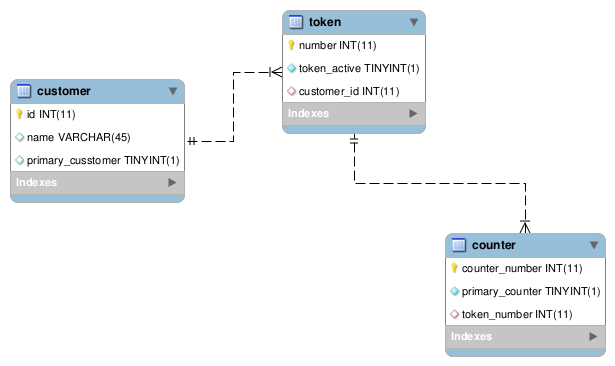 token
number INT(11)
token_active TINYINT(1)
customer_id INT(11)
Indexes
customer
id INT(11)
name VARCHAR(45)
primary_cusstomer TINYINT(1)
Indexes
counter
counter_number INT(11)
primary_counter TINYINT(1)
token_number INT(11)
Indexes